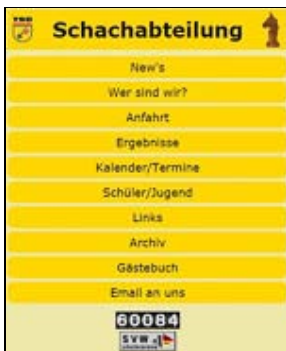 TSG
Schachabteilung
New's
Wer sind wir?
Anfahrt
Ergebnisse
Kalender/Termine
Schüler/Jugend
Links
Archiv
Gästebuch
Email an uns
60084
SVW